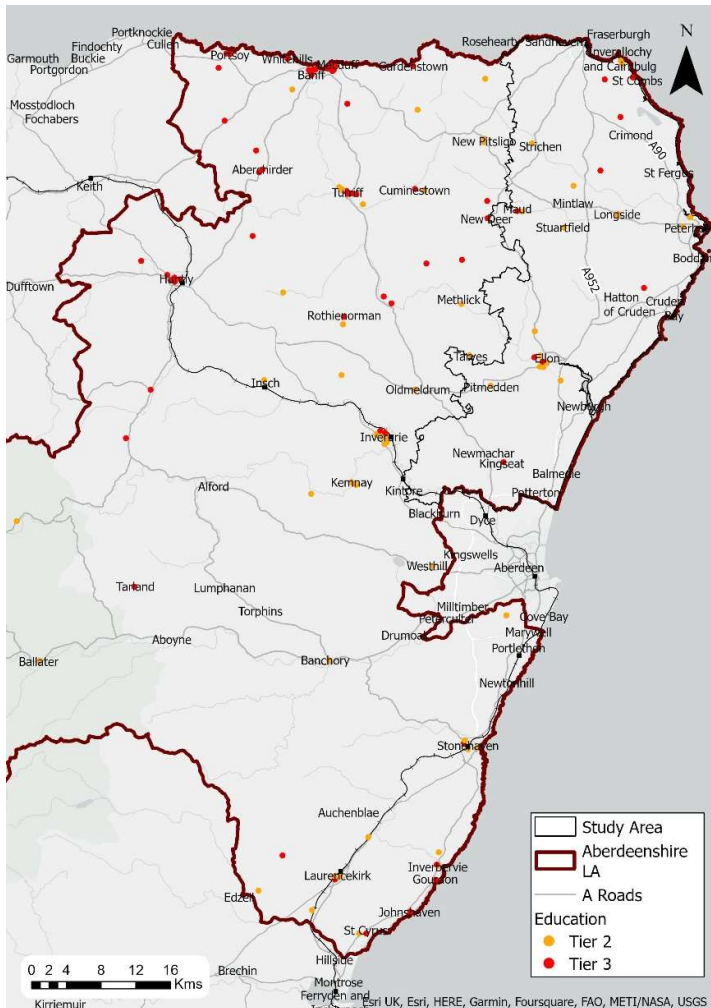 Portknockie
Cullen
Findochty
Buckie
Garmouth
Portgordon
Portsoy
Whitehills
Macduff
Banff
Gardenstown
Rosehearty
Sandhaven
Fraserburgh
Inverallochy
and Cairnbulg
St Combs
N
Mosstodloch
Fochabers
Crimond
A90
New Pitsligo
Strichen
St Fergus
Aberchirder
Keith
Turriff
Cuminestown
New Deer
Maud
Mintlaw
Longside
Stuartfield
Peterhead
Boddam
A952
Huntly
Dufftown
Methlick
Hatton
of Cruden
Cruden
Bay
Rothienorman
Tarves
Ellon
Insch
Oldmeldrum
Pitmedden
Newburgh
Inverurie
Newmachar
Kingseat
Balmedie
Potterton
Kemnay
Alford
Kintore
Blackburn
Dyce
Kingswells
Westhill
Aberdeen
Tarland
Lumphanan
Torphins
Milltimber
Peterculter
Cove Bay
Drumoak
Marywell
Portlethen
Aboyne
Ballater
Banchory
Newtonhill
Stonehaven
Auchenblae
Laurencekirk
Inverbervie
Gourdon
Edzell
Johnshaven
St Cyrus
Hillside
Brechin
Montrose
Ferryden and
Kirriemuir
Study Area
Aberdeenshire
LA
A Roads
Education
Tier 2
Tier 3
0 2 4 8 12 16
Kms
Esri UK, Esri, HERE, Garmin, Foursquare, FAO, METI/NASA, USGS